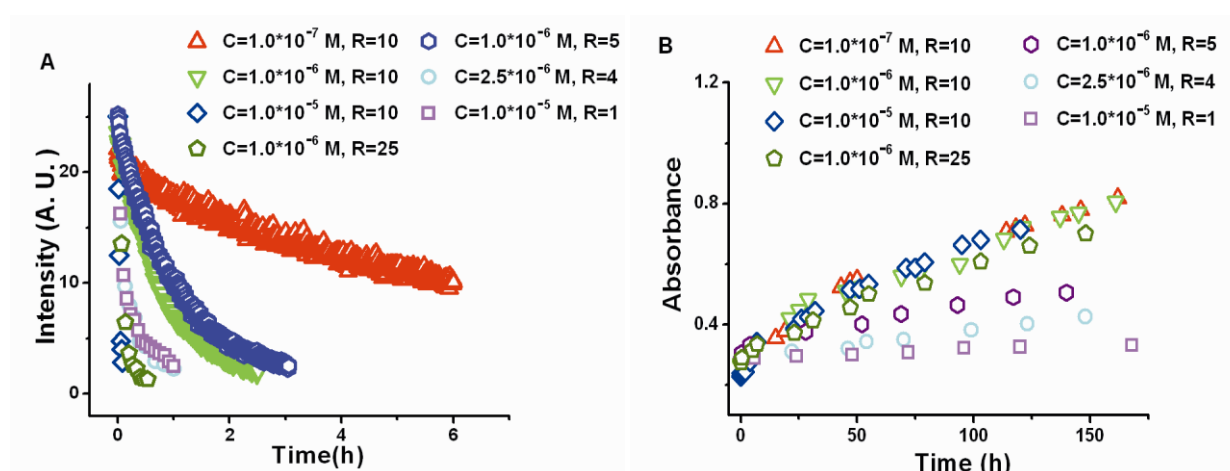 A
C=1.0*10⁻⁷ M, R=10
C=1.0*10⁻⁶ M, R=10
C=1.0*10⁻⁵ M, R=10
C=1.0*10⁻⁶ M, R=25
C=1.0*10⁻⁶ M, R=5
C=2.5*10⁻⁶ M, R=4
C=1.0*10⁻⁵ M, R=1
Intensity (A. U.)
20
10
0
0 2 4 6
Time(h)
B
C=1.0*10⁻⁷ M, R=10
C=1.0*10⁻⁶ M, R=10
C=1.0*10⁻⁵ M, R=10
C=1.0*10⁻⁶ M, R=25
C=1.0*10⁻⁶ M, R=5
C=2.5*10⁻⁶ M, R=4
C=1.0*10⁻⁵ M, R=1
Absorbance
1.2
0.8
0.4
0 50 100 150
Time (h)